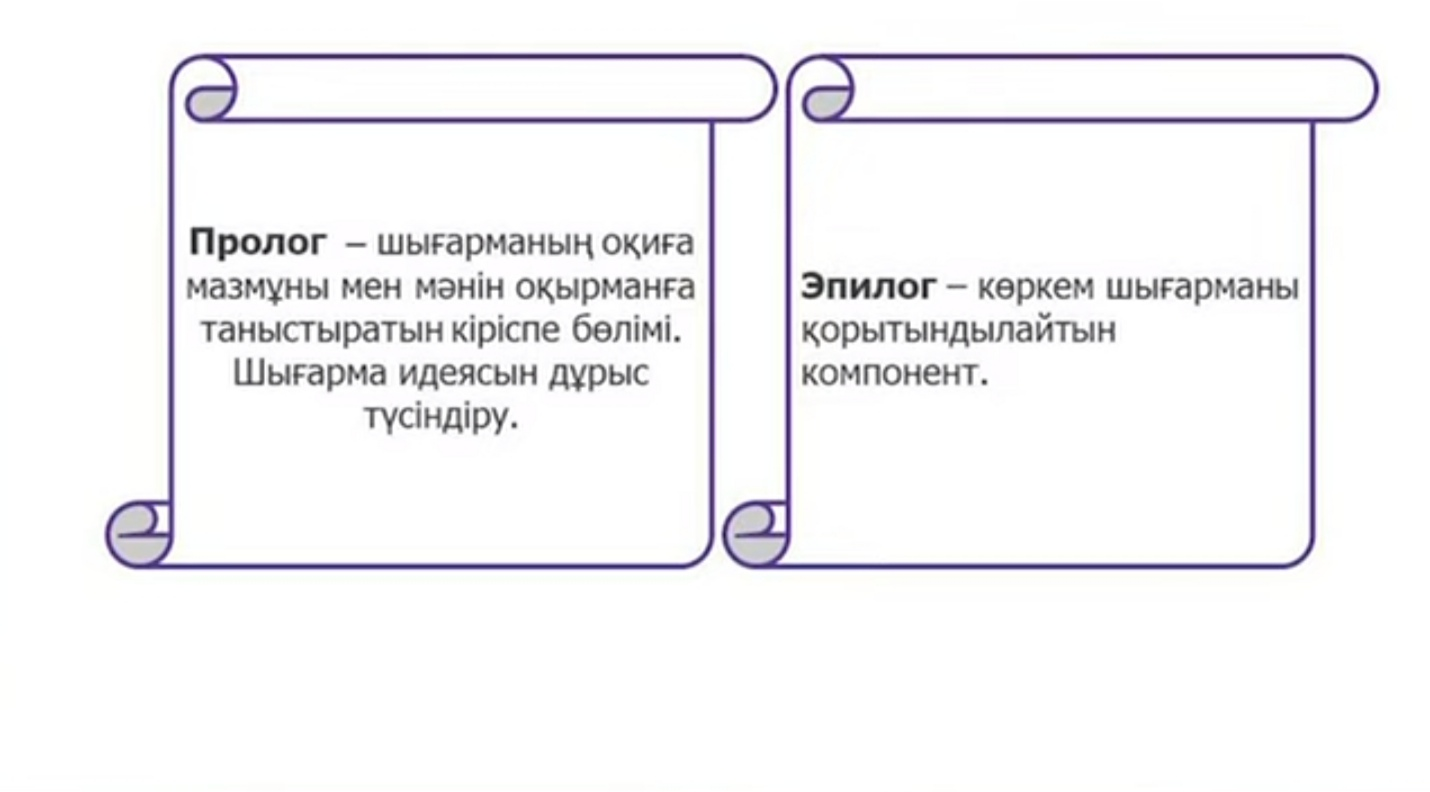 Пролог – шығарманың оқиға
мазмұны мен мәнін оқырманға
таныстыратын кіріспе бөлімі.
Шығарма идеясын дұрыс
түсіндіру.
Эпилог – көркем шығарманы
қорытындылайтын
компонент.